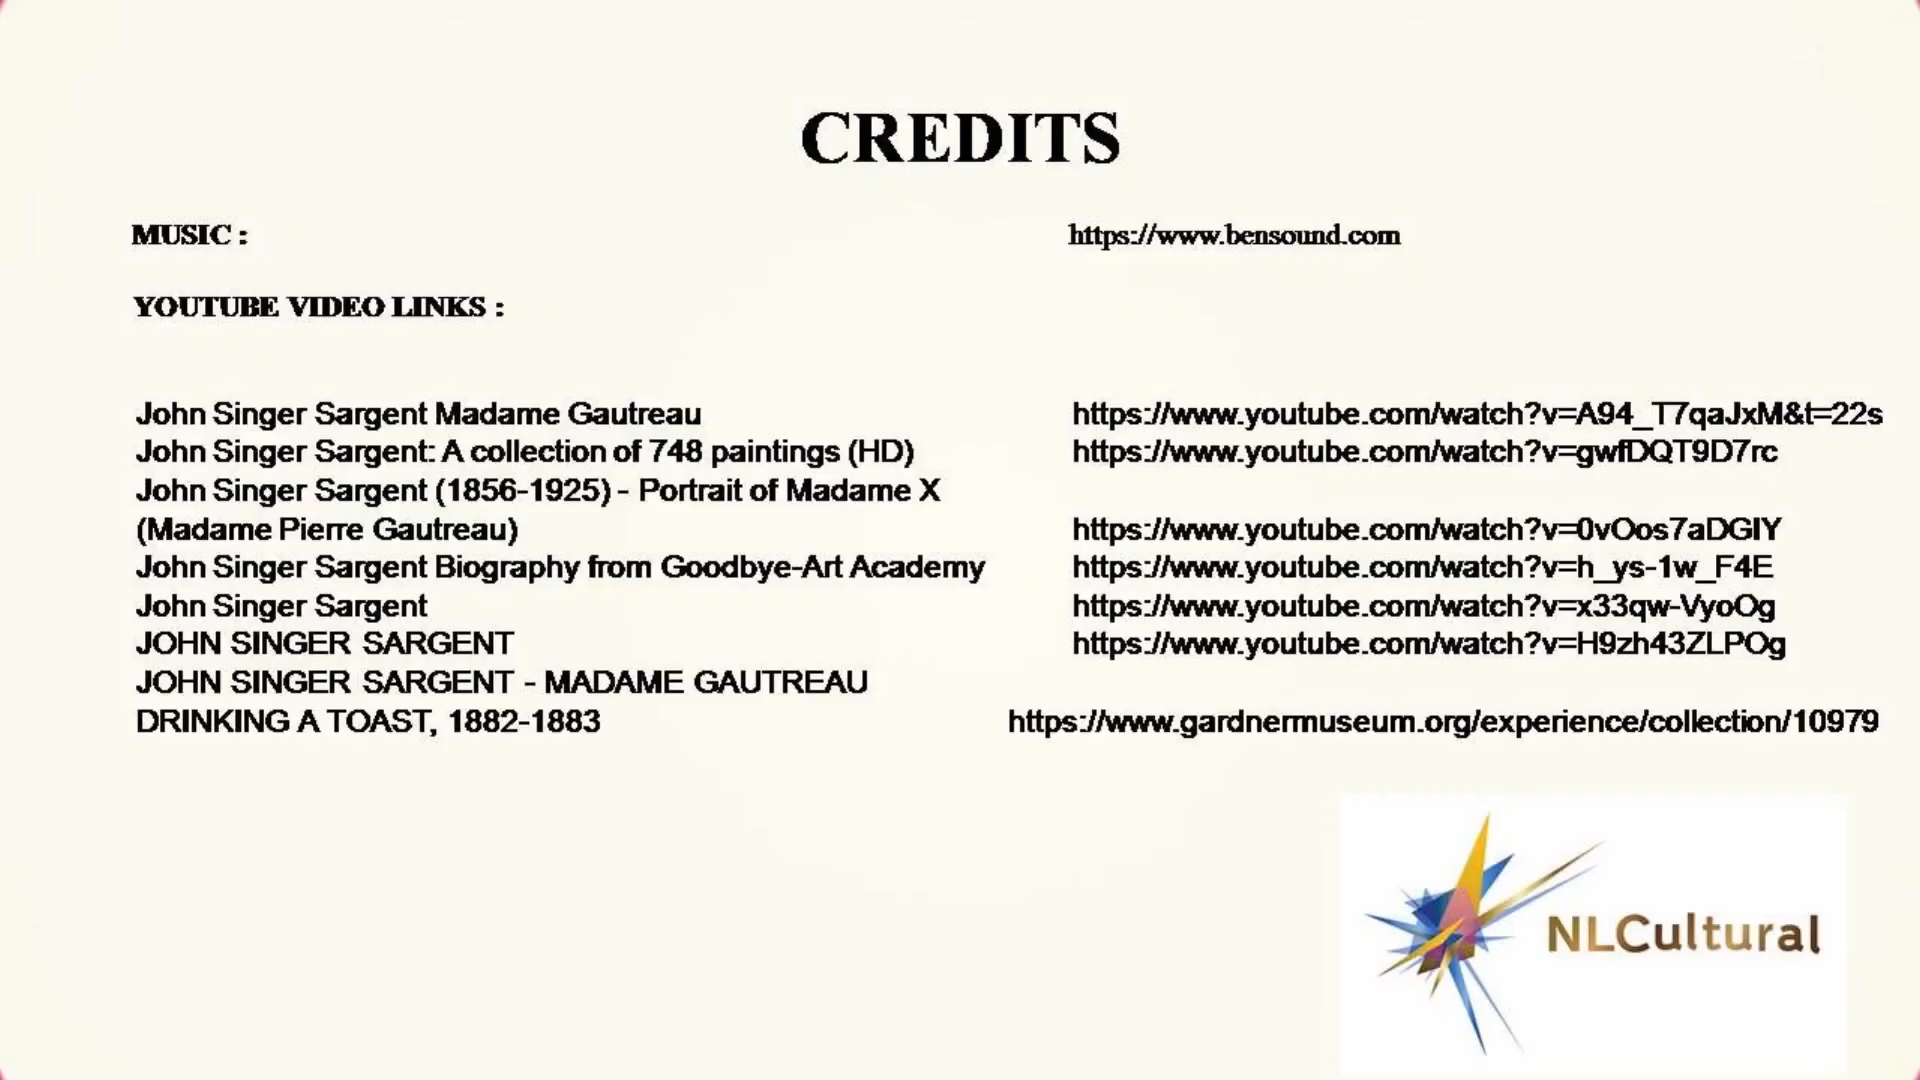 CREDITS
MUSIC : https://www.bensound.com
YOUTUBE VIDEO LINKS :
John Singer Sargent Madame Gautreau https://www.youtube.com/watch?v=A94_T7qaJxM&t=22s
John Singer Sargent: A collection of 748 paintings (HD) https://www.youtube.com/watch?v=gwfDQT9D7rc
John Singer Sargent (1856-1925) - Portrait of Madame X
(Madame Pierre Gautreau) https://www.youtube.com/watch?v=0vOos7aDGIY
John Singer Sargent Biography from Goodbye-Art Academy https://www.youtube.com/watch?v=h_ys-1w_F4E
John Singer Sargent https://www.youtube.com/watch?v=x33qw-VyoOg
JOHN SINGER SARGENT https://www.youtube.com/watch?v=H9zh43ZLPOg
JOHN SINGER SARGENT - MADAME GAUTREAU
DRINKING A TOAST, 1882-1883 https://www.gardnermuseum.org/experience/collection/10979
NLCultural